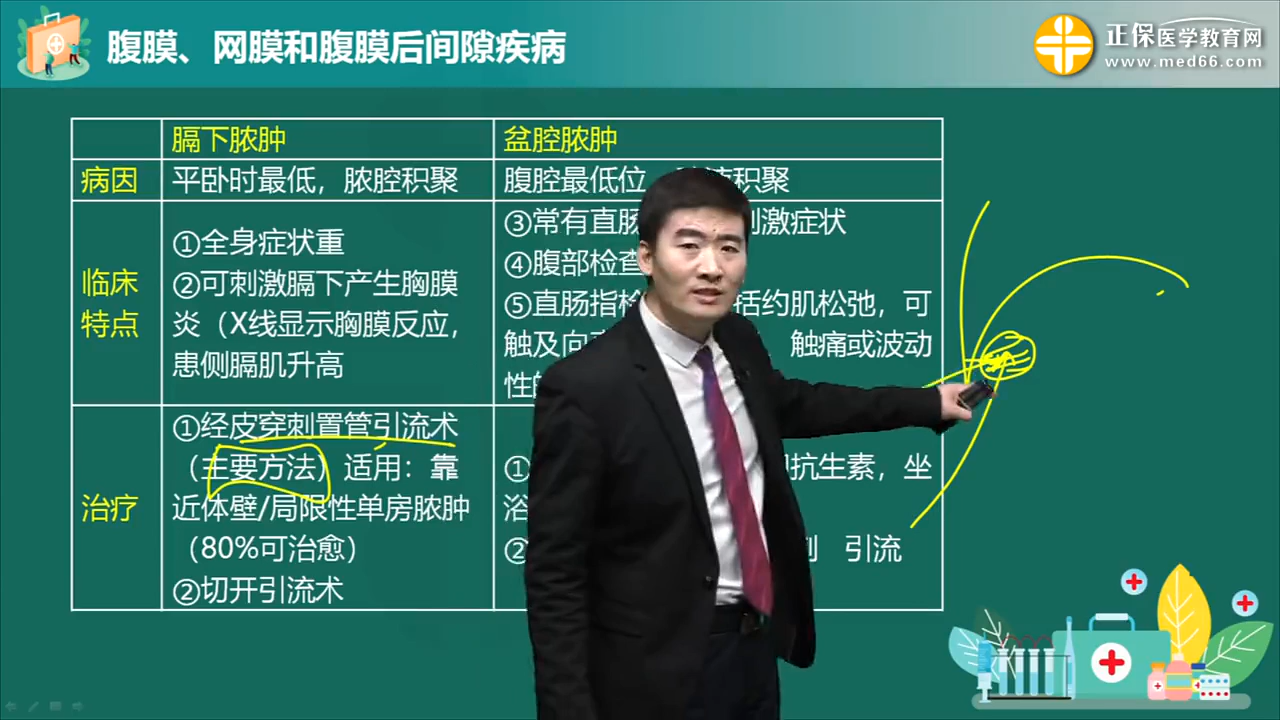 腹膜、网膜和腹膜后间隙疾病
正保医学教育网
www.med66.com
膈下脓肿
盆腔脓肿
病因
平卧时最低，脓腔积聚
腹腔最低位
积聚
临床
特点
①全身症状重
②可刺激膈下产生胸膜
炎（X线显示胸膜反应，
患侧膈肌升高
③常有直肠
刺激症状
④腹部检查
⑤直肠指检
括约肌松弛，可
触及向
触痛或波动
性的
治疗
①经皮穿刺置管引流术
（主要方法）适用：靠
近体壁/局限性单房脓肿
（80%可治愈）
②切开引流术
①
抗生素，坐
浴
②
引流